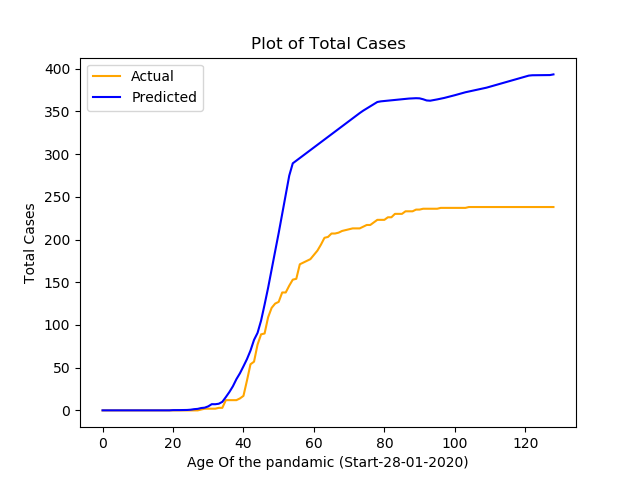 Plot of Total Cases
Actual
Predicted
400
350
300
250
200
150
100
50
0
Total Cases
0 20 40 60 80 100 120
Age Of the pandamic (Start-28-01-2020)